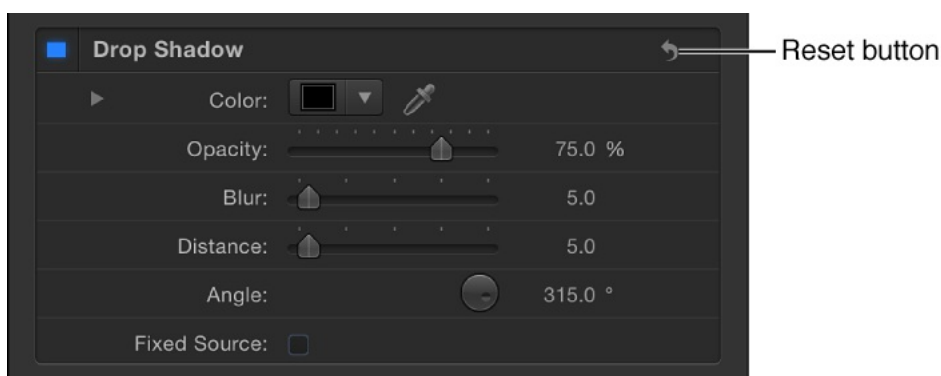 Drop Shadow
Reset button
Color:
Opacity: 75.0 %
Blur: 5.0
Distance: 5.0
Angle: 315.0 °
Fixed Source: